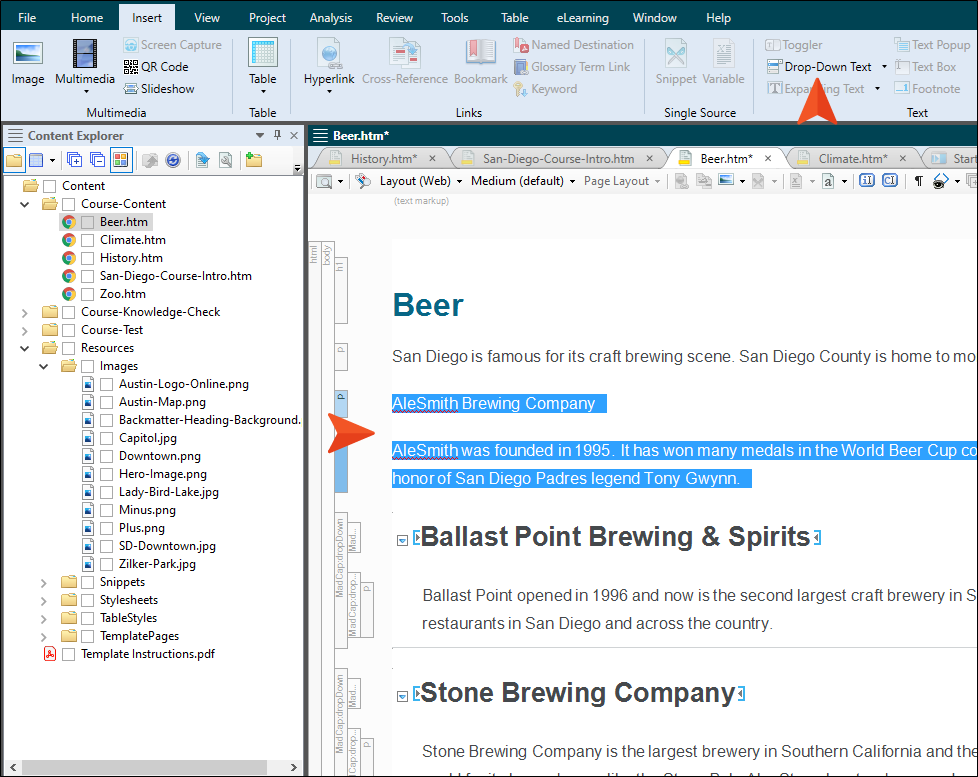 File Home Insert View Project Analysis Review Tools Table eLearning Window Help
Image Multimedia Screen Capture QR Code Slideshow Multimedia
Table Table
Hyperlink Cross-Reference Bookmark Named Destination Glossary Term Link Keyword Links
Snippet Variable Single Source
Toggler Drop-Down Text Expanding Text Text Popup Text Box Footnote Text
Content Explorer
Content
Course-Content
Beer.htm
Climate.htm
History.htm
San-Diego-Course-Intro.htm
Zoo.htm
Course-Knowledge-Check
Course-Test
Resources
Images
Austin-Logo-Online.png
Austin-Map.png
Backmatter-Heading-Background.
Capitol.jpg
Downtown.png
Hero-Image.png
Lady-Bird-Lake.jpg
Minus.png
Plus.png
SD-Downtown.jpg
Zilker-Park.jpg
Snippets
Stylesheets
TableStyles
TemplatePages
Template Instructions.pdf
Beer.htm*
History.htm* San-Diego-Course-Intro.htm Beer.htm* Climate.htm* Start
Layout (Web) Medium (default) Page Layout
(text markup)
html
body
h1
Beer
p
San Diego is famous for its craft brewing scene. San Diego County is home to mo
p
AleSmith Brewing Company
AleSmith was founded in 1995. It has won many medals in the World Beer Cup co
honor of San Diego Padres legend Tony Gwynn.
MadCap:dropDown
Mad...
Ballast Point Brewing & Spirits
MadCap:drop...
p
Ballast Point opened in 1996 and now is the second largest craft brewery in S
restaurants in San Diego and across the country.
MadCap:dropDown
Mad...
Stone Brewing Company
MadCap:drop...
p
Stone Brewing Company is the largest brewery in Southern California and the